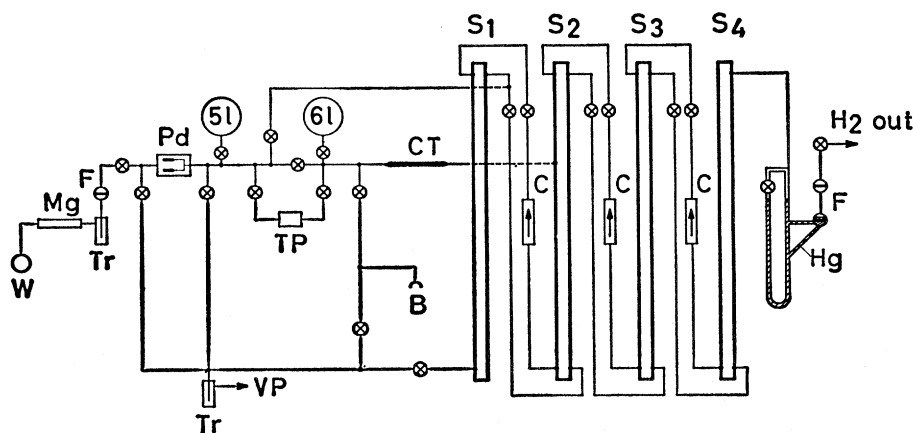 S1 S2 S3 S4
5l 6l
Pd
H2 out
CT
F
Mg
C C C
F
TP
Tr
Hg
W
B
VP
Tr